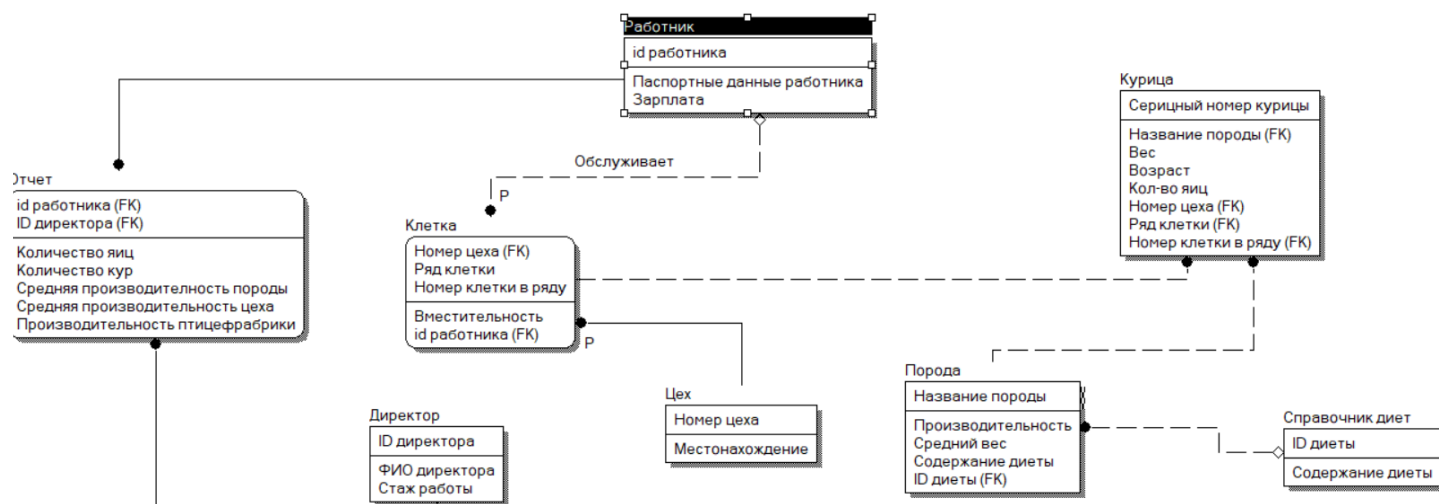 Работник
id работника
Паспортные данные работника
Зарплата
Курица
Серицный номер курицы
Название породы (FK)
Вес
Возраст
Кол-во яиц
Номер цеха (FK)
Ряд клетки (FK)
Номер клетки в ряду (FK)
Обслуживает
P
Отчет
id работника (FK)
ID директора (FK)
Количество яиц
Количество кур
Средняя производителность породы
Средняя производительность цеха
Производительность птицефрабрики
Клетка
Номер цеха (FK)
Ряд клетки
Номер клетки в ряду
Вместительность
id работника (FK)
P
Цех
Номер цеха
Местонахождение
Директор
ID директора
ФИО директора
Стаж работы
Порода
Название породы
Производительность
Средний вес
Содержание диеты
ID диеты (FK)
Справочник диет
ID диеты
Содержание диеты